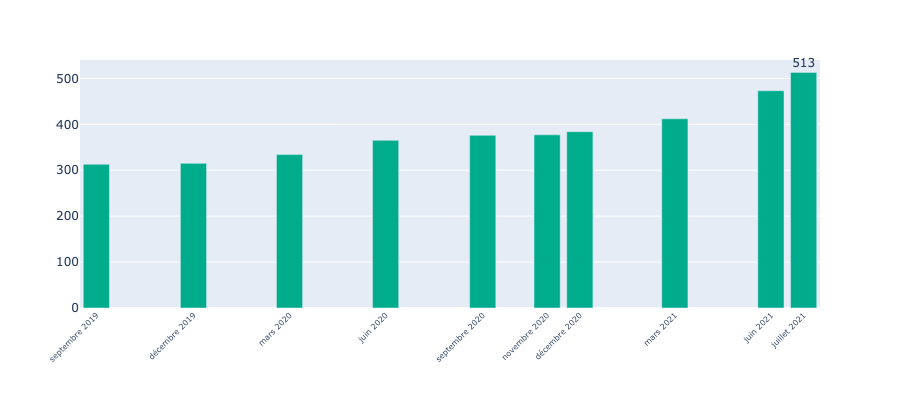 513
500
400
300
200
100
0
septembre 2019
décembre 2019
mars 2020
juin 2020
septembre 2020
novembre 2020
décembre 2020
mars 2021
juin 2021
juillet 2021